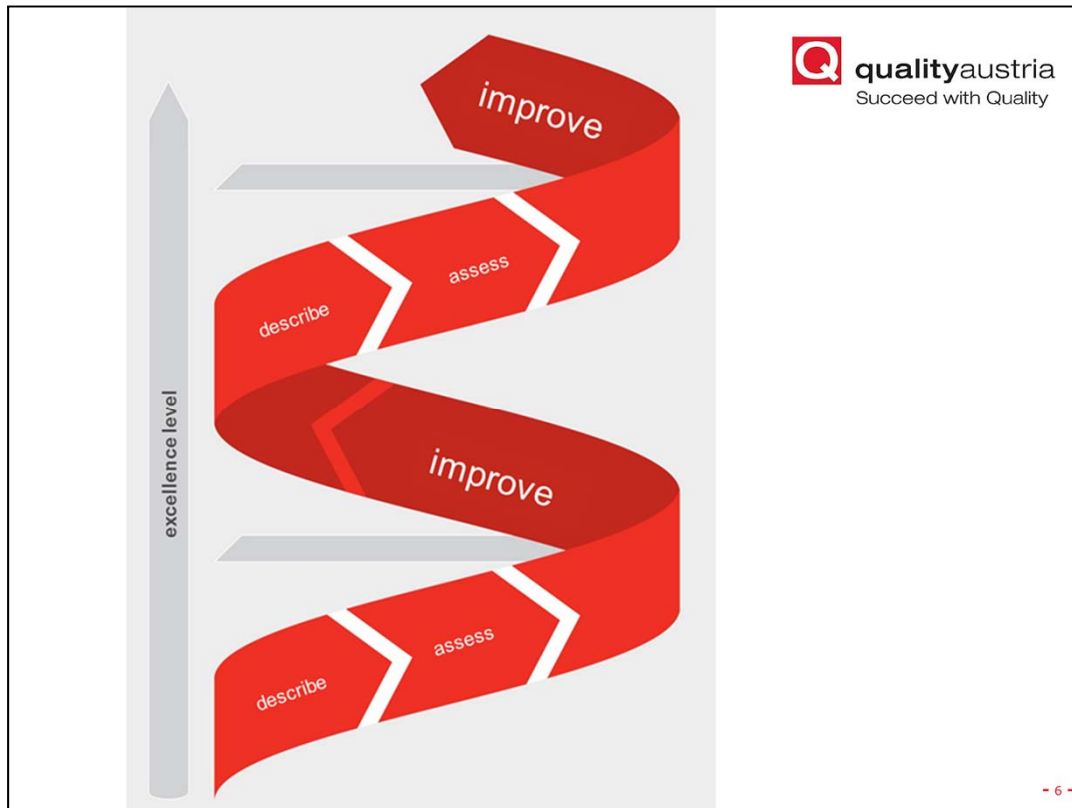 qualityaustria
Succeed with Quality
improve
assess
describe
improve
assess
describe
excellence level
- 6 -